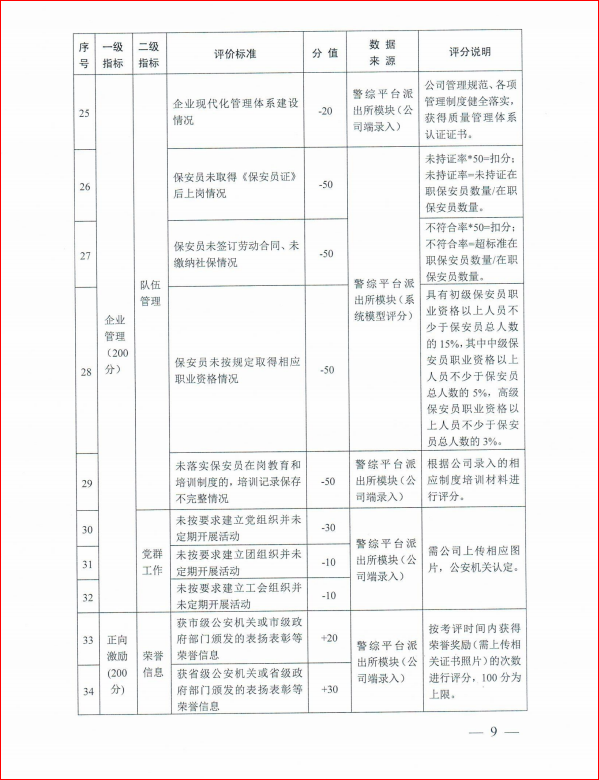 序号 一级指标 二级指标 评价标准 分 值 数 据来 源 评分说明
企业管理（200分）
队伍管理
25 企业现代化管理体系建设情况 -20 警综平台派出所模块（公司端录入） 公司管理规范、各项管理制度健全落实，获得质量管理体系认证证书。
26 保安员未取得《保安员证》后上岗情况 -50 未持证率*50=扣分；未持证率=未持证在职保安员数量/在职保安员数量。
27 保安员未签订劳动合同、未缴纳社保情况 -50 不符合率*50=扣分；不符合率=超标准在职保安员数量/在职保安员数量。
警综平台派出所模块（系统模型评分）
28 保安员未按规定取得相应职业资格情况 -50 具有初级保安员职业资格以上人员不少于保安员总人数的15%，其中中级保安员职业资格以上人员不少于保安员总人数的5%，高级保安员职业资格以上人员不少于保安员总人数的3%。
29 未落实保安员在岗教育和培训制度的，培训记录保存不完整情况 -50 警综平台派出所模块（公司端录入） 根据公司录入的相应制度培训材料进行评分。
党群工作
30 未按要求建立党组织并未定期开展活动 -30
31 未按要求建立团组织并未定期开展活动 -10
32 未按要求建立工会组织并未定期开展活动 -10
警综平台派出所模块（公司端录入） 需公司上传相应图片，公安机关认定。
正向激励(200分) 荣誉信息
33 获市级公安机关或市级政府部门颁发的表扬表彰等荣誉信息 +20
34 获省级公安机关或省级政府部门颁发的表扬表彰等荣誉信息 +30
警综平台派出所模块（公司端录入） 按考评时间内获得荣誉奖励(需上传相关证书照片)的次数进行评分，100分为上限。
— 9 —